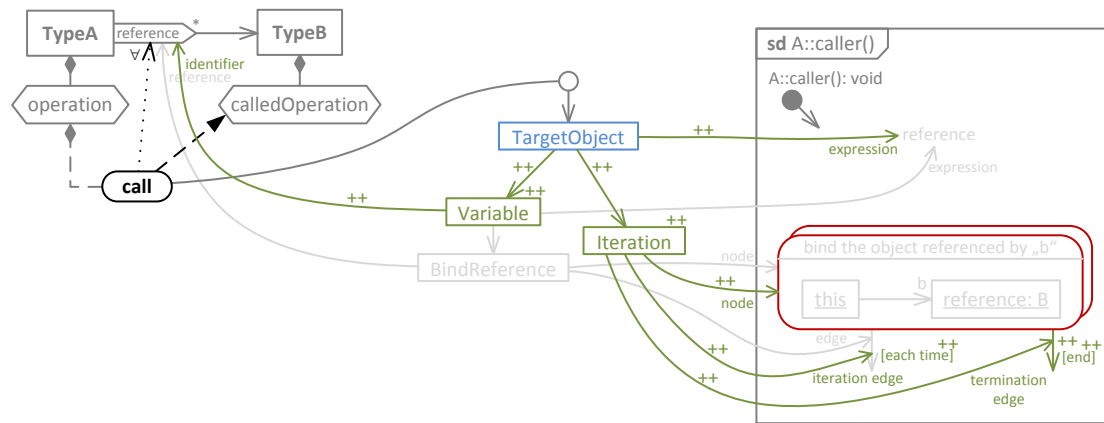 TypeA
reference
∀
*
TypeB
identifier
reference
operation
calledOperation
call
TargetObject
++
expression
++
++
++
Variable
++
++
Iteration
BindReference
sd A::caller()
A::caller(): void
reference
expression
bind the object referenced by „b“
node
++
node
this
b
reference: B
edge
++
++
++
++
++
[each time]
[end]
iteration edge
termination
edge